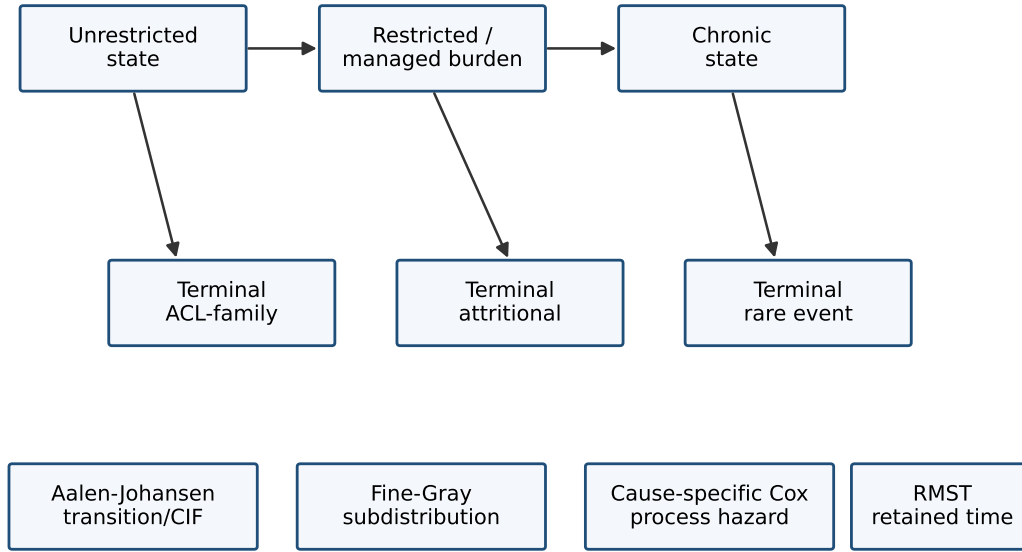 Unrestricted
state
Restricted /
managed burden
Chronic
state
Terminal
ACL-family
Terminal
attritional
Terminal
rare event
Aalen-Johansen
transition/CIF
Fine-Gray
subdistribution
Cause-specific Cox
process hazard
RMST
retained time